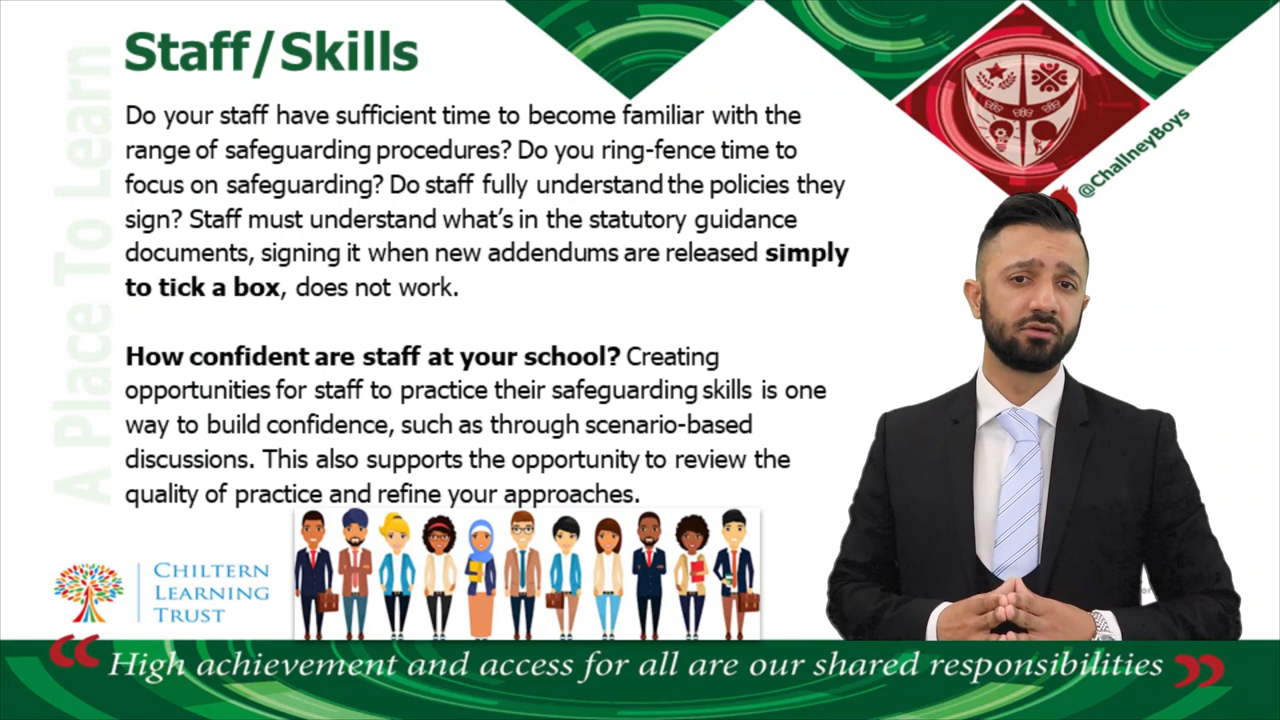 Staff/Skills
Do your staff have sufficient time to become familiar with the
range of safeguarding procedures? Do you ring-fence time to
focus on safeguarding? Do staff fully understand the policies they
sign? Staff must understand what's in the statutory guidance
documents, signing it when new addendums are released simply
to tick a box, does not work.
How confident are staff at your school? Creating
opportunities for staff to practice their safeguarding skills is one
way to build confidence, such as through scenario-based
discussions. This also supports the opportunity to review the
quality of practice and refine your approaches.
A Place To Learn
@ChallneyBoys
CHILTERN
LEARNING
TRUST
“High achievement and access for all are our shared responsibilities”